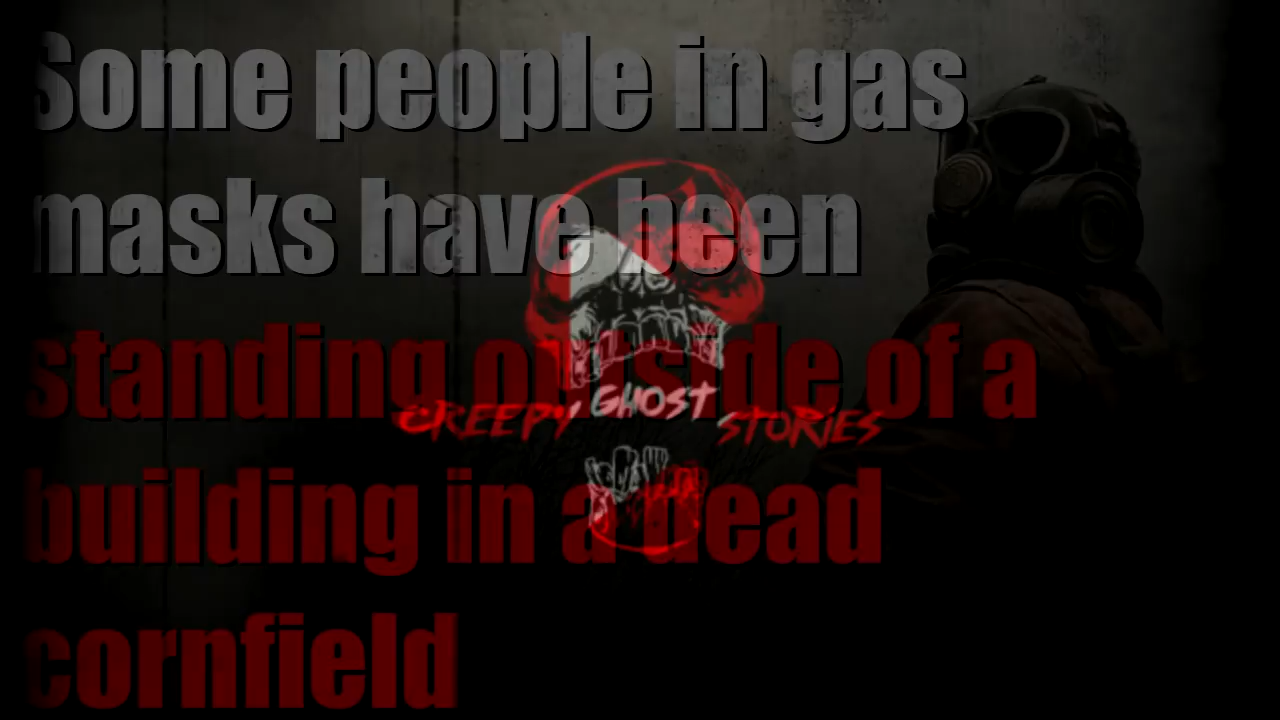 Some people in gas
masks have been
standing outside of a
building in a dead
cornfield
CREEPY GHOST STORIES